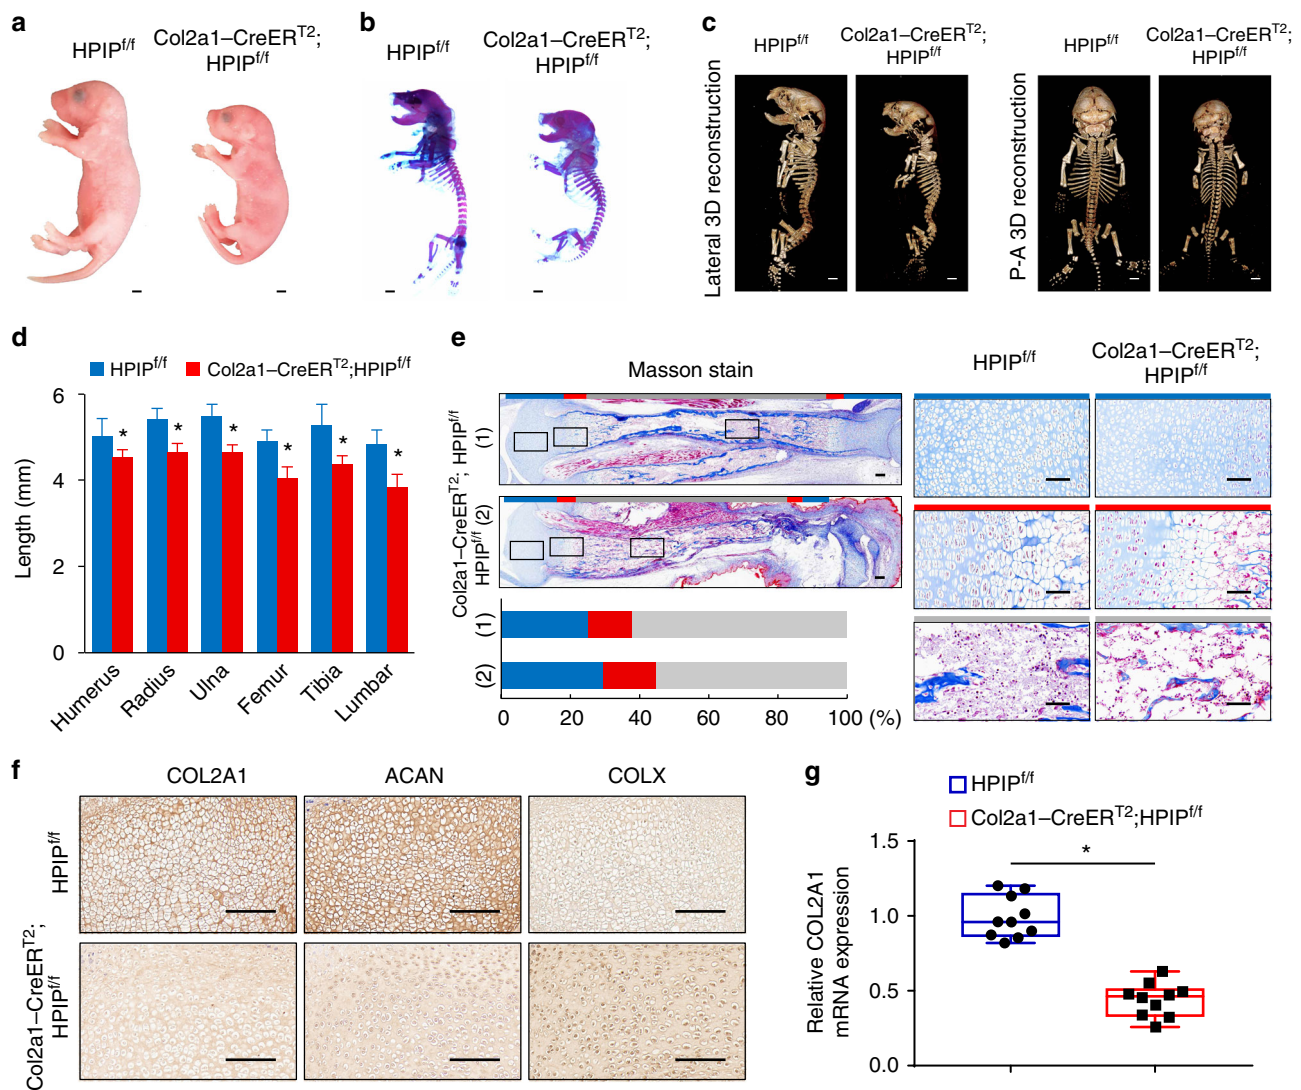 a
HPIPf/f
Col2a1–CreERT2;
HPIPf/f
b
HPIPf/f
Col2a1–CreERT2;
HPIPf/f
c
HPIPf/f
Col2a1–CreERT2;
HPIPf/f
HPIPf/f
Col2a1–CreERT2;
HPIPf/f
Lateral 3D reconstruction
P-A 3D reconstruction
d
HPIPf/f
Col2a1–CreERT2;HPIPf/f
Length (mm)
6
4
2
0
* * * * * *
Humerus
Radius
Ulna
Femur
Tibia
Lumbar
e
Masson stain
HPIPf/f
Col2a1–CreERT2;
HPIPf/f
Col2a1–CreERT2; HPIPf/f
HPIPf/f (2)
(1)
(1)
(2)
0 20 40 60 80 100 (%)
f
COL2A1
ACAN
COLX
HPIPf/f
Col2a1–CreERT2;
HPIPf/f
g
HPIPf/f
Col2a1–CreERT2;HPIPf/f
Relative COL2A1
mRNA expression
1.5
1.0
0.5
0.0
*